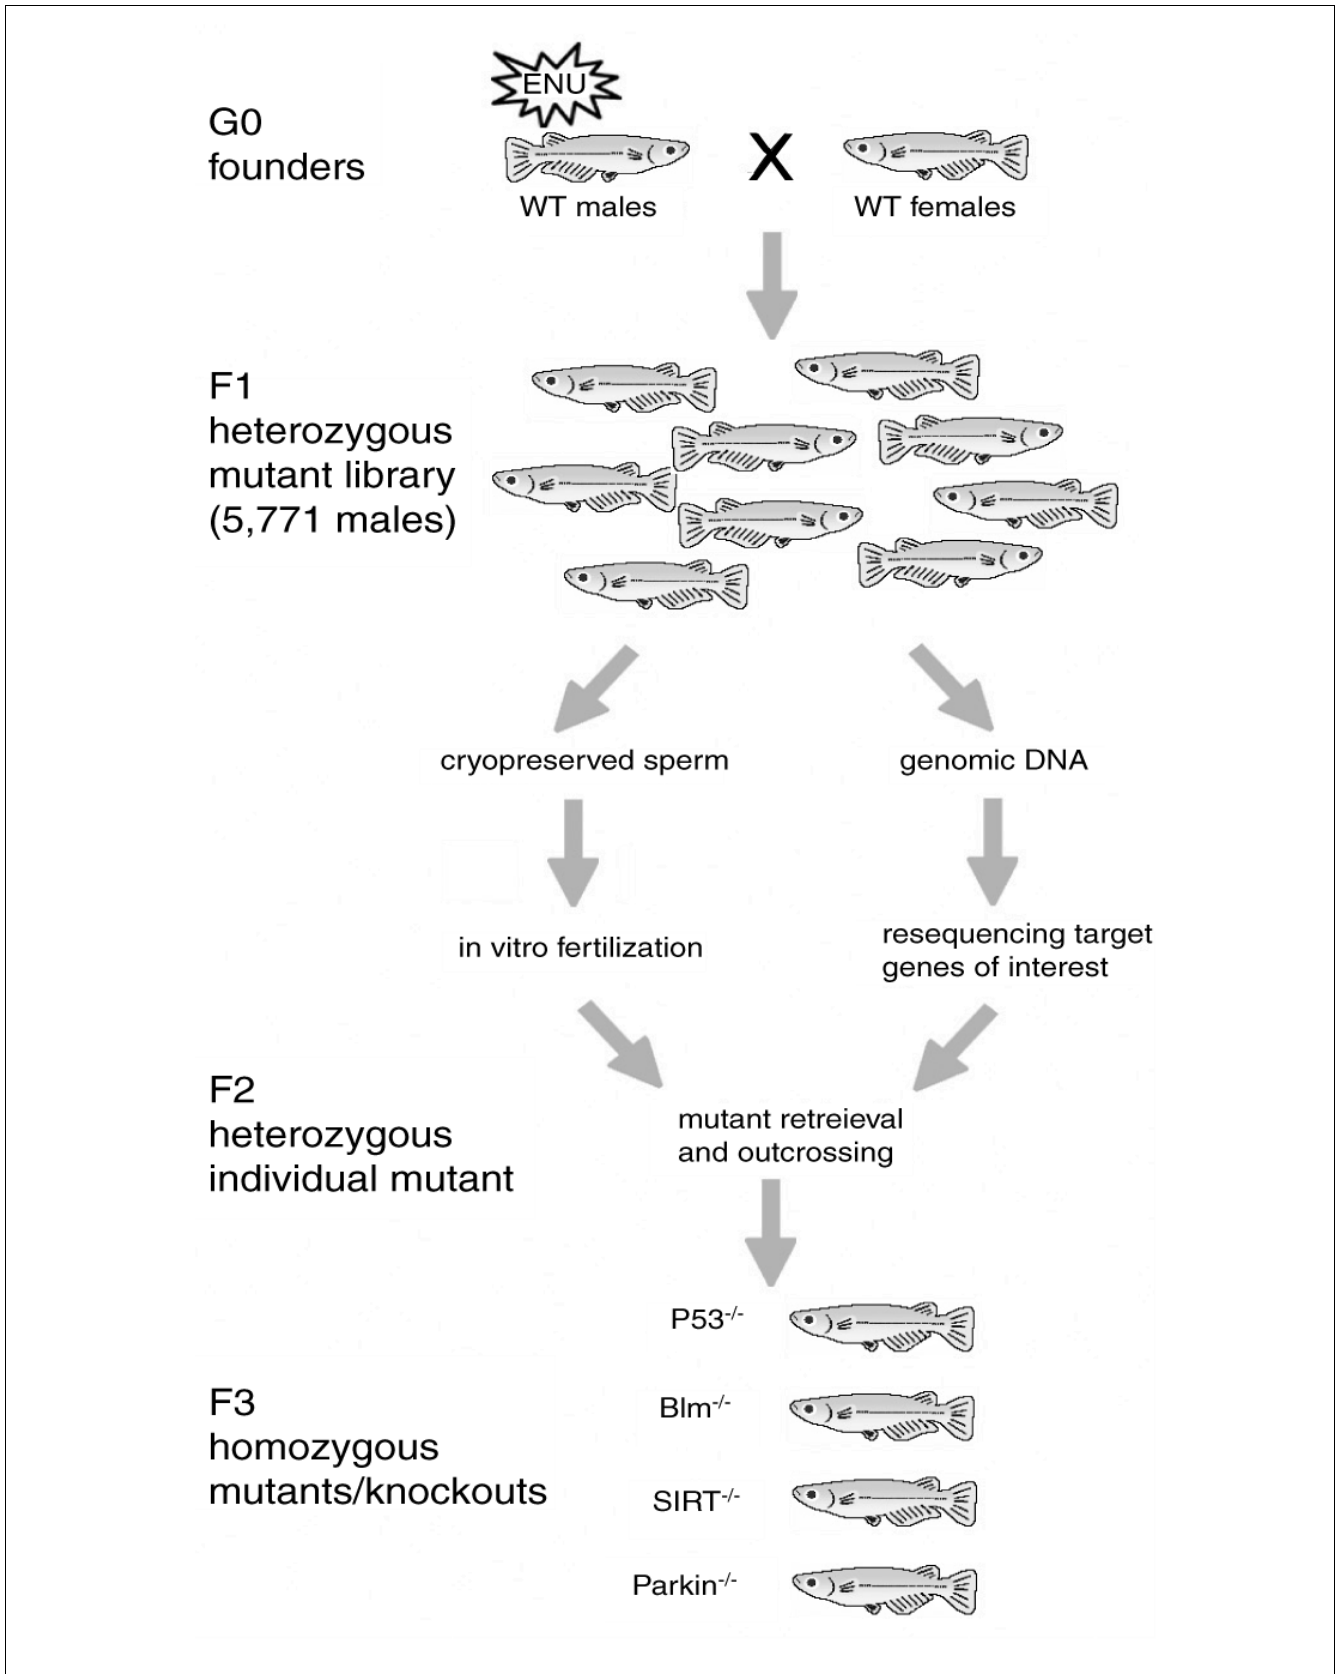 ENU
G0
founders
X
WT males
WT females
F1
heterozygous
mutant library
(5,771 males)
cryopreserved sperm
genomic DNA
in vitro fertilization
resequencing target
genes of interest
F2
heterozygous
individual mutant
mutant retreieval
and outcrossing
F3
homozygous
mutants/knockouts
P53-/-
Blm-/-
SIRT-/-
Parkin-/-